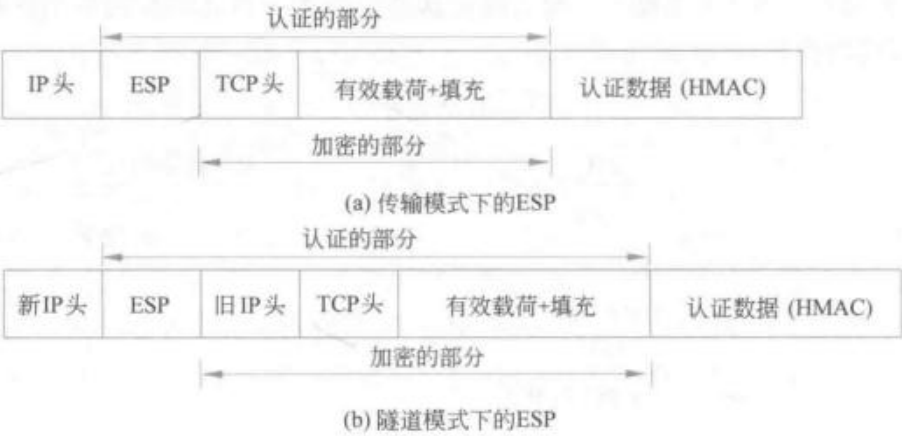 认证的部分
IP头 ESP TCP头 有效载荷+填充 认证数据 (HMAC)
加密的部分
(a) 传输模式下的ESP
认证的部分
新IP头 ESP 旧IP头 TCP头 有效载荷+填充 认证数据 (HMAC)
加密的部分
(b) 隧道模式下的ESP